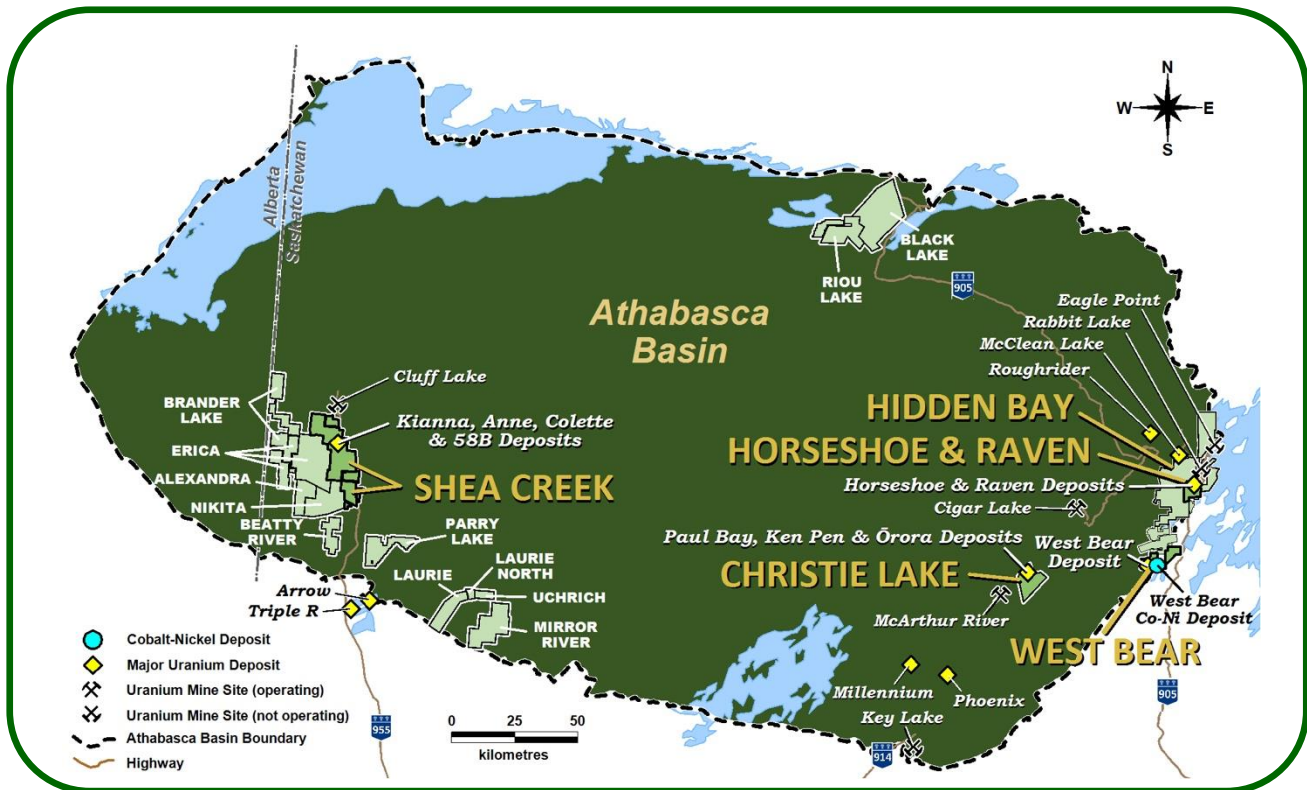 N
W E
S
Alberta
Saskatchewan
BLACK
LAKE
RIOU
LAKE
905
Athabasca
Basin
Eagle Point
Rabbit Lake
McClean Lake
Roughrider
Cluff Lake
BRANDER
LAKE
Kianna, Anne, Colette
& 58B Deposits
HIDDEN BAY
ERICA
HORSESHOE & RAVEN
ALEXANDRA
SHEA CREEK
Horseshoe & Raven Deposits
NIKITA
Cigar Lake
BEATTY
RIVER
PARRY
LAKE
Paul Bay, Ken Pen & Ōrora Deposits
West Bear
Deposit
LAURIE
LAURIE
NORTH
CHRISTIE LAKE
UCHRICH
Arrow
Triple R
McArthur River
West Bear
Co-Ni Deposit
MIRROR
RIVER
WEST BEAR
Millennium
Phoenix
Key Lake
905
955
914
Cobalt-Nickel Deposit
Major Uranium Deposit
Uranium Mine Site (operating)
Uranium Mine Site (not operating)
Athabasca Basin Boundary
Highway
0 25 50
kilometres